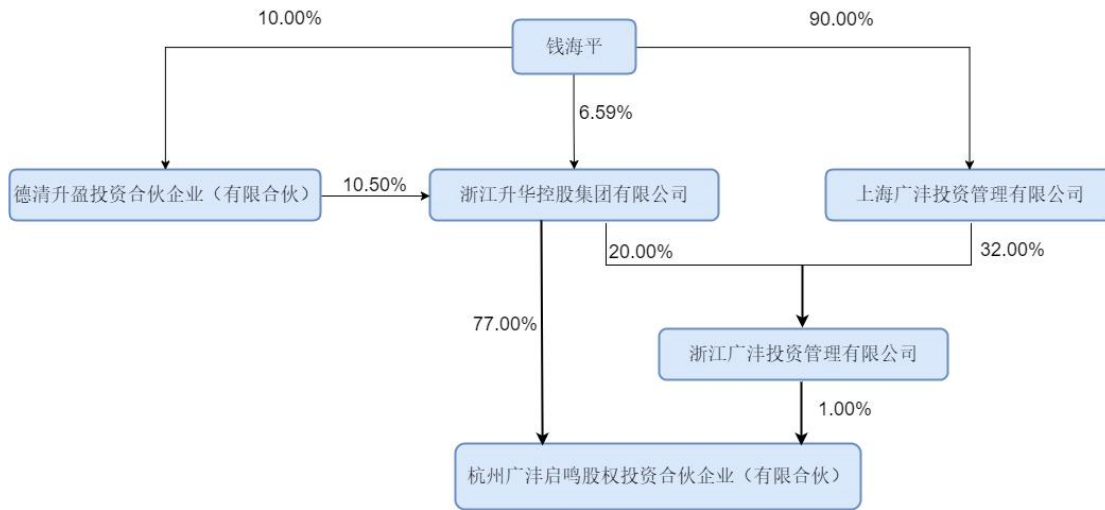 10.00%
90.00%
钱海平
6.59%
德清升盈投资合伙企业（有限合伙）
10.50%
浙江升华控股集团有限公司
上海广沣投资管理有限公司
20.00%
32.00%
77.00%
浙江广沣投资管理有限公司
1.00%
杭州广沣启鸣股权投资合伙企业（有限合伙）